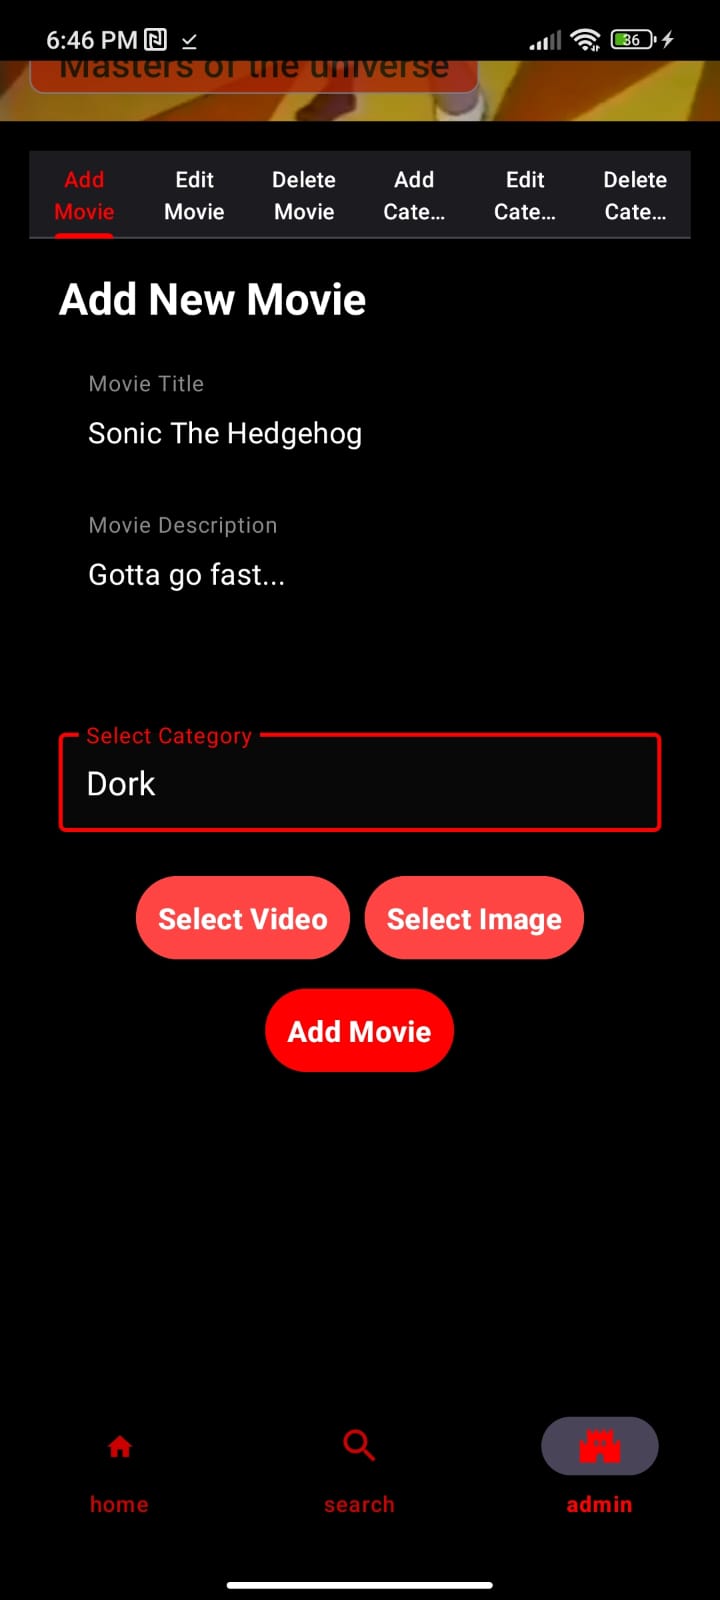 6:46 PM
36
Masters of the universe
Add
Movie
Edit
Movie
Delete
Movie
Add
Cate...
Edit
Cate...
Delete
Cate...
Add New Movie
Movie Title
Sonic The Hedgehog
Movie Description
Gotta go fast...
Select Category
Dork
Select Video
Select Image
Add Movie
home
search
admin